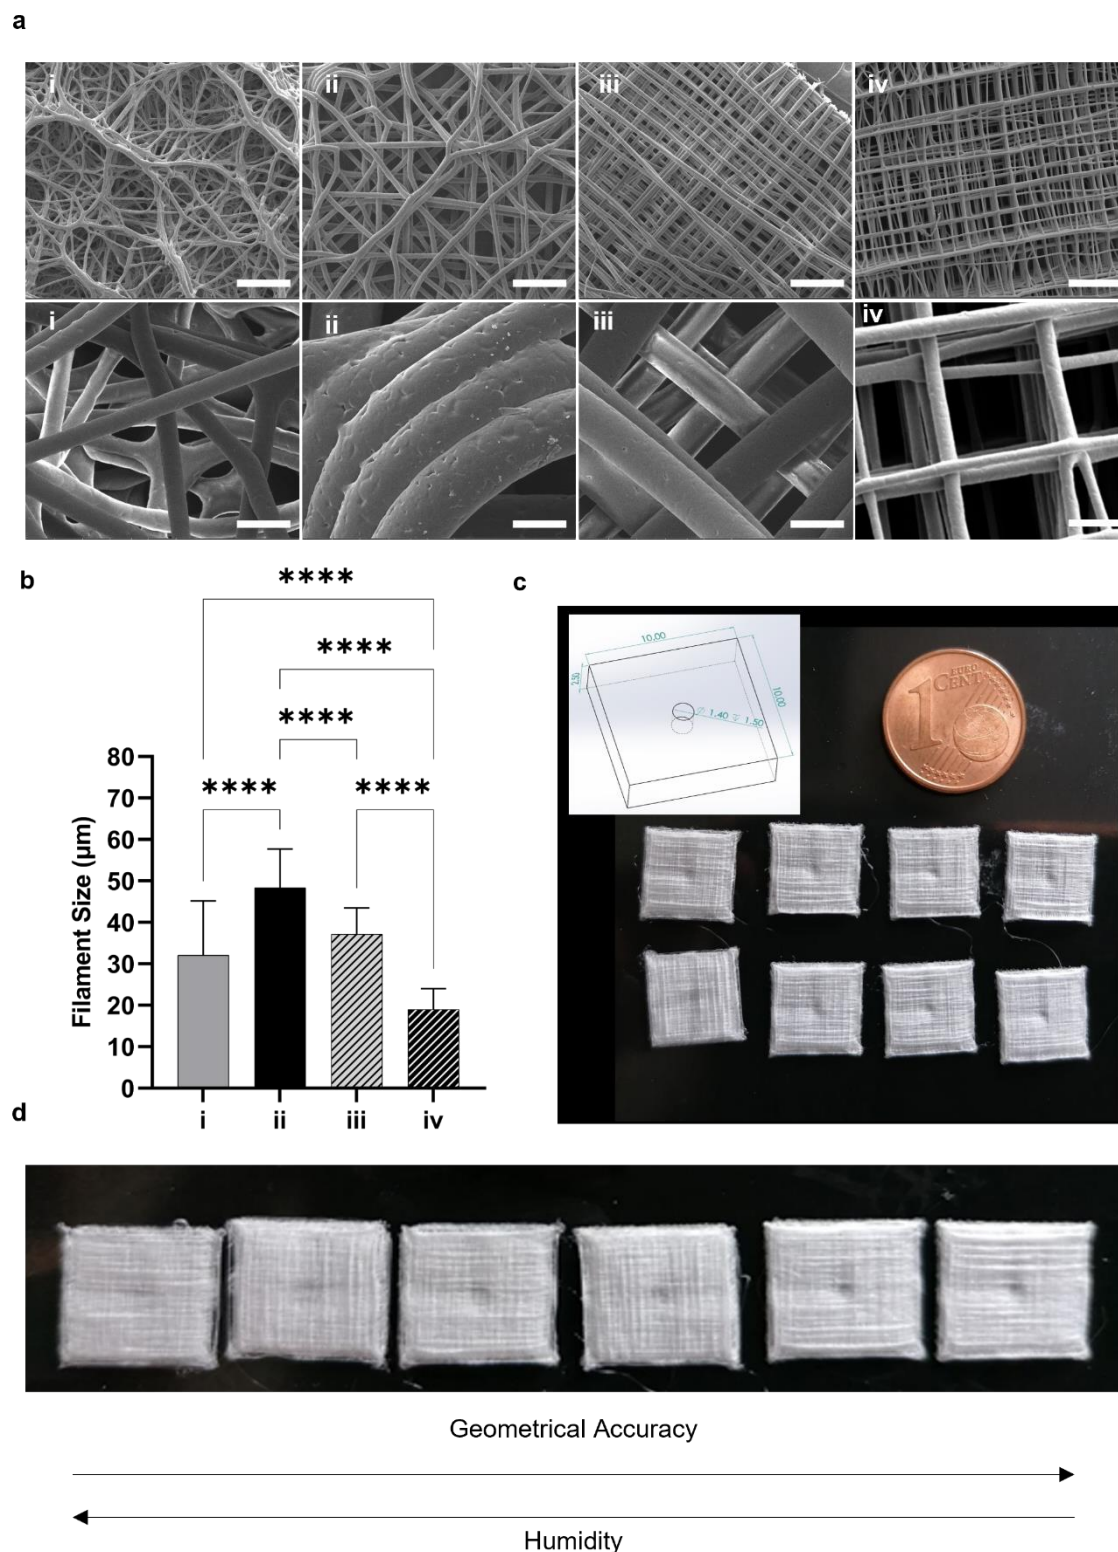 a
i
ii
iii
iv
i
ii
iii
iv
b
****
****
****
****
****
80
70
60
50
40
30
20
10
0
Filament Size (µm)
i
ii
iii
iv
c
10.00
2.50
10.00
∅ 1.40 ↧ 1.50
1
EURO
CENT
d
Geometrical Accuracy
Humidity